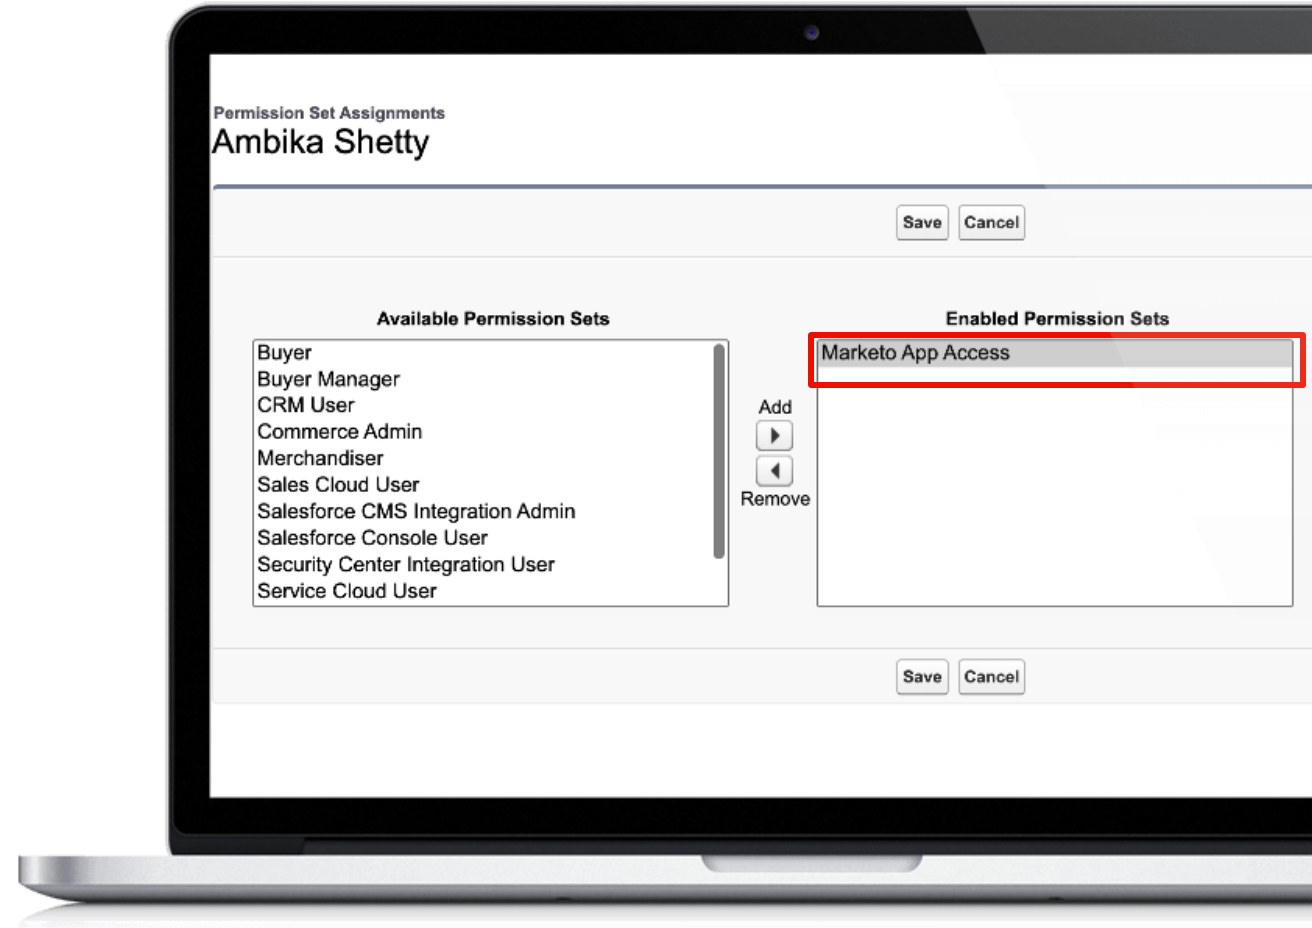 Permission Set Assignments
Ambika Shetty
Save Cancel
Available Permission Sets
Enabled Permission Sets
Buyer
Buyer Manager
CRM User
Commerce Admin
Merchandiser
Sales Cloud User
Salesforce CMS Integration Admin
Salesforce Console User
Security Center Integration User
Service Cloud User
Add
Remove
Marketo App Access
Save Cancel